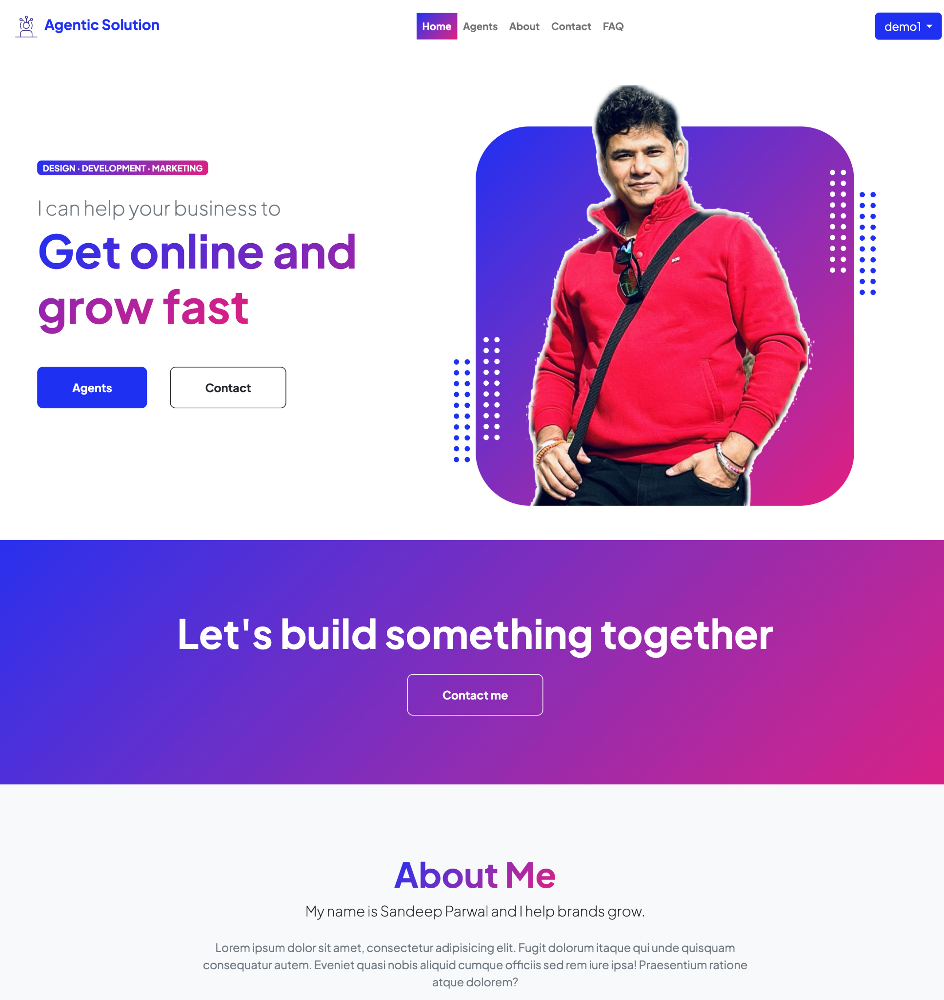 Agentic Solution
Home Agents About Contact FAQ
demo1
DESIGN · DEVELOPMENT · MARKETING
I can help your business to
Get online and
grow fast
Agents
Contact
Let's build something together
Contact me
About Me
My name is Sandeep Parwal and I help brands grow.
Lorem ipsum dolor sit amet, consectetur adipisicing elit. Fugit dolorum itaque qui unde quisquam
consequatur autem. Eveniet quasi nobis aliquid cumque officiis sed rem iure ipsa! Praesentium ratione
atque dolorem?